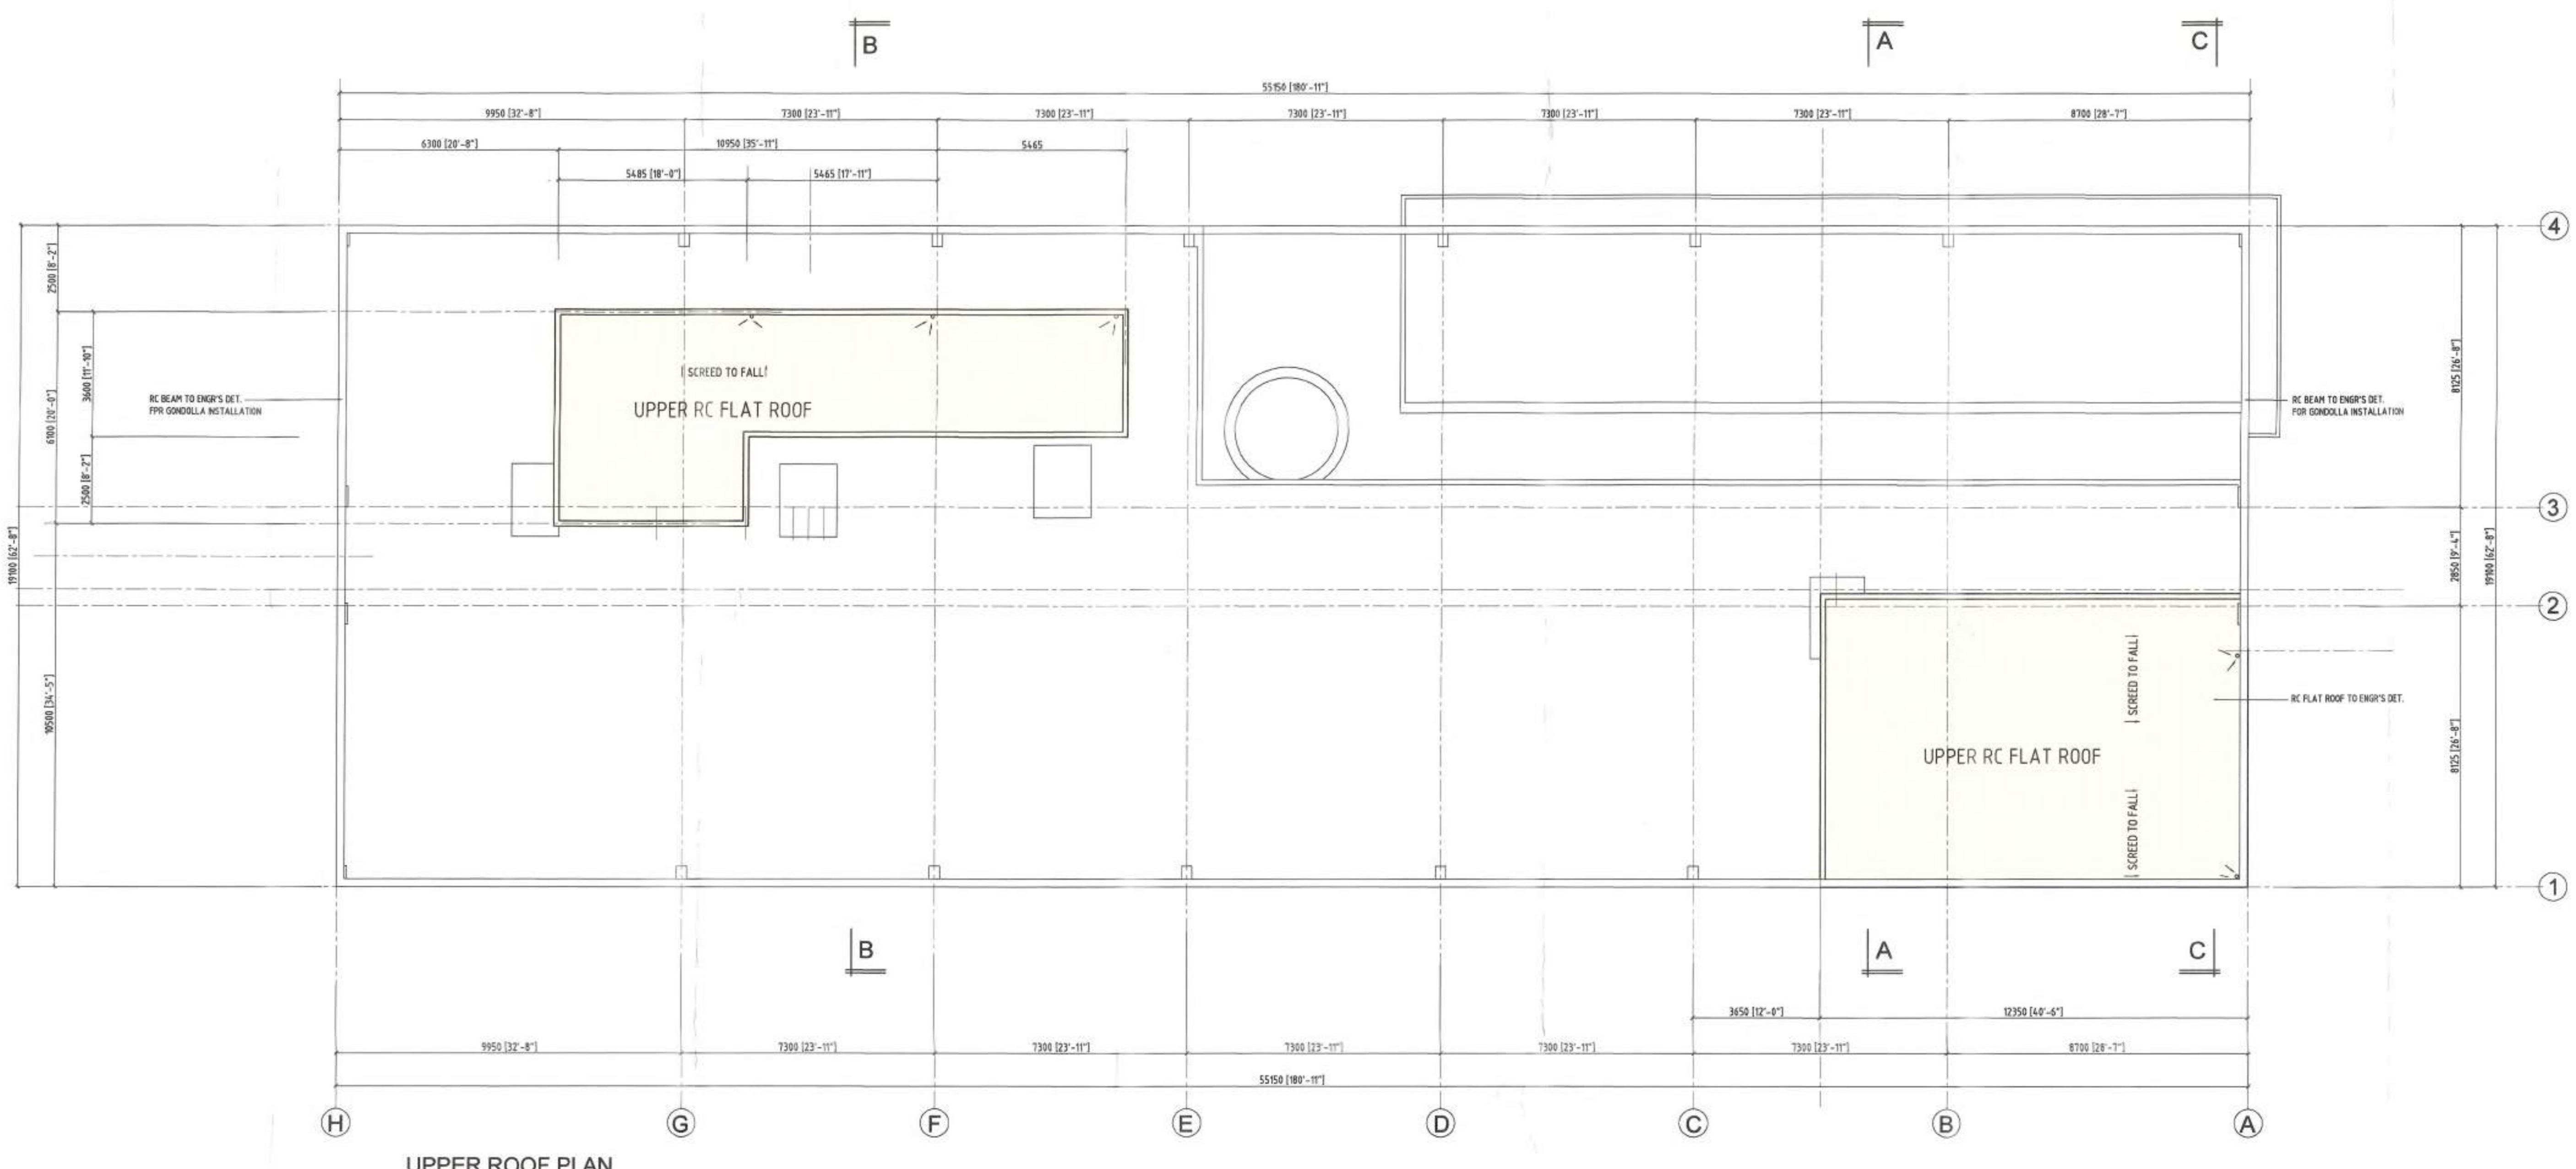 B
A
C
55150 [180'-11"]
9950 [32'-8"]
7300 [23'-11"]
7300 [23'-11"]
7300 [23'-11"]
7300 [23'-11"]
7300 [23'-11"]
8700 [28'-7"]
6300 [20'-8"]
10950 [35'-11"]
5465
5485 [18'-0"]
5465 [17'-11"]
4
2500 [8'-2"]
3600 [11'-10"]
6100 [20'-0"]
2500 [8'-2"]
19100 [62'-8"]
10500 [34'-5"]
RC BEAM TO ENGR'S DET.
FPR GONDOLLA INSTALLATION
SCREED TO FALL
UPPER RC FLAT ROOF
8125 [26'-8"]
RC BEAM TO ENGR'S DET.
FOR GONDOLLA INSTALLATION
3
2850 [9'-4"]
19100 [62'-8"]
2
SCREED TO FALL
RC FLAT ROOF TO ENGR'S DET.
UPPER RC FLAT ROOF
8125 [26'-8"]
SCREED TO FALL
1
B
A
C
3650 [12'-0"]
12350 [40'-6"]
9950 [32'-8"]
7300 [23'-11"]
7300 [23'-11"]
7300 [23'-11"]
7300 [23'-11"]
7300 [23'-11"]
8700 [28'-7"]
55150 [180'-11"]
H
G
F
E
D
C
B
A
UPPER ROOF PLAN